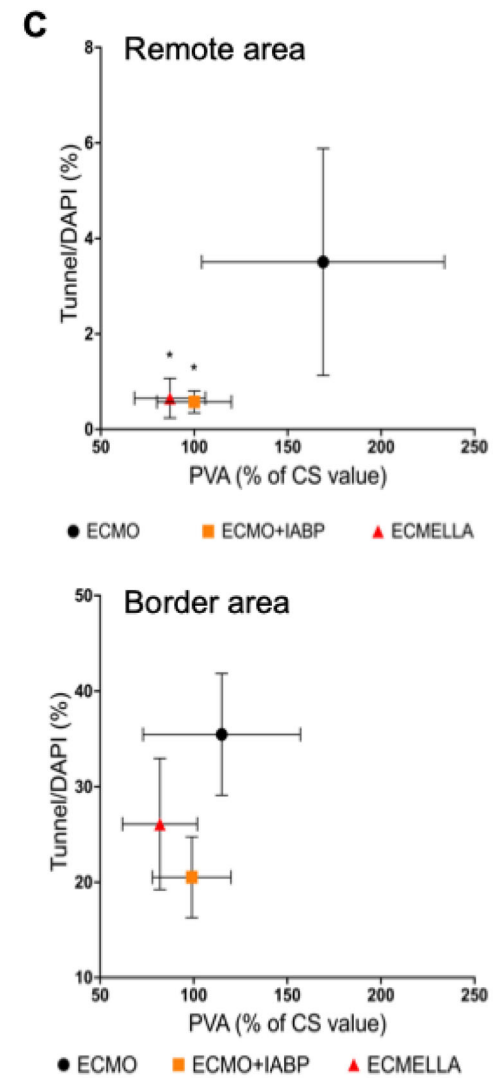 C
Remote area
Tunnel/DAPI (%)
8
6
4
2
0
* *
50 100 150 200 250
PVA (% of CS value)
ECMO ECMO+IABP ECMELLA
Border area
Tunnel/DAPI (%)
50
40
30
20
10
50 100 150 200 250
PVA (% of CS value)
ECMO ECMO+IABP ECMELLA